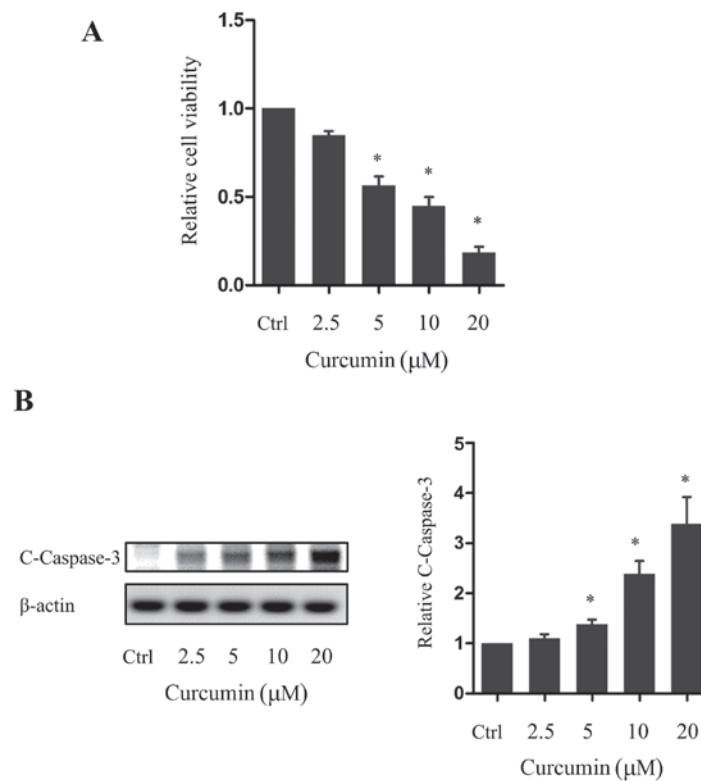 A
Relative cell viability
1.5
1.0
0.5
0.0
*
*
*
Ctrl 2.5 5 10 20
Curcumin (μM)
B
C-Caspase-3
β-actin
Ctrl 2.5 5 10 20
Curcumin (μM)
Relative C-Caspase-3
5
4
3
2
1
0
*
*
*
Ctrl 2.5 5 10 20
Curcumin (μM)